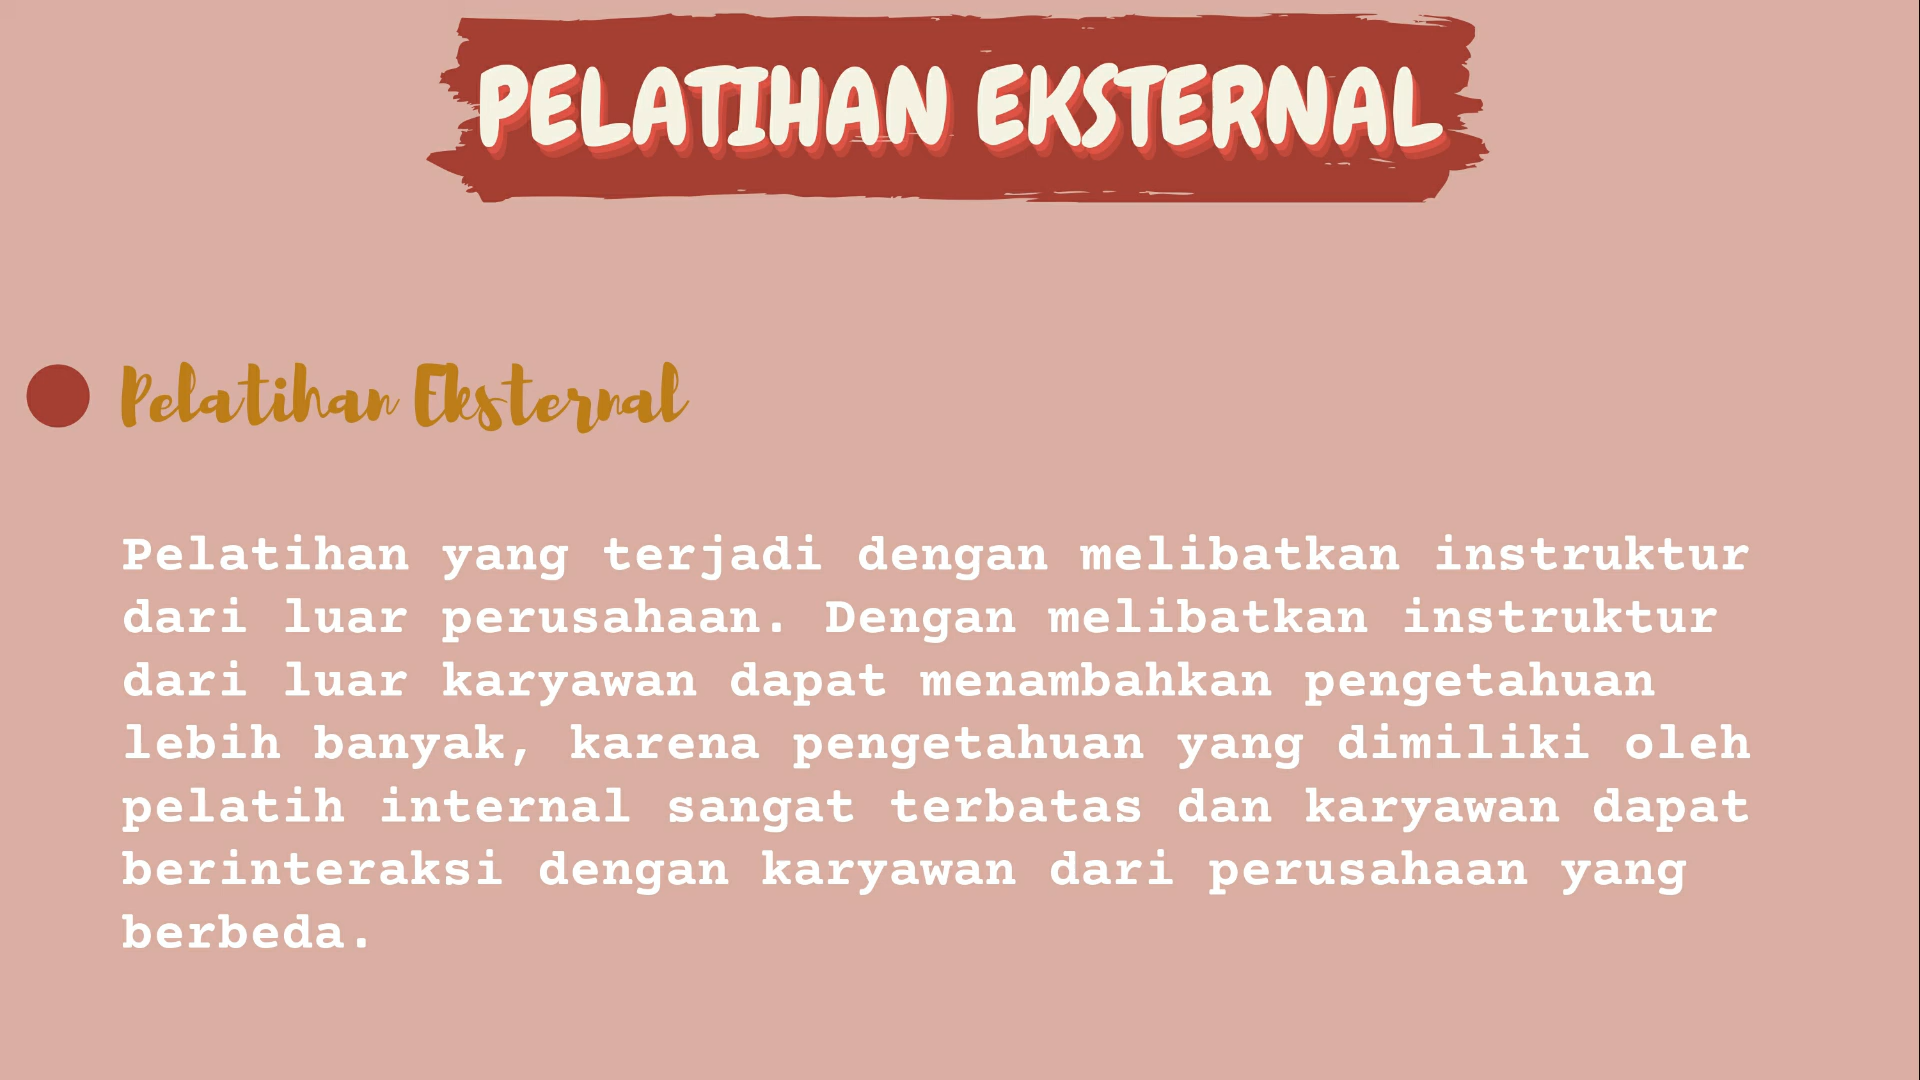 PELATIHAN EKSTERNAL
Pelatihan Eksternal
Pelatihan yang terjadi dengan melibatkan instruktur
dari luar perusahaan. Dengan melibatkan instruktur
dari luar karyawan dapat menambahkan pengetahuan
lebih banyak, karena pengetahuan yang dimiliki oleh
pelatih internal sangat terbatas dan karyawan dapat
berinteraksi dengan karyawan dari perusahaan yang
berbeda.